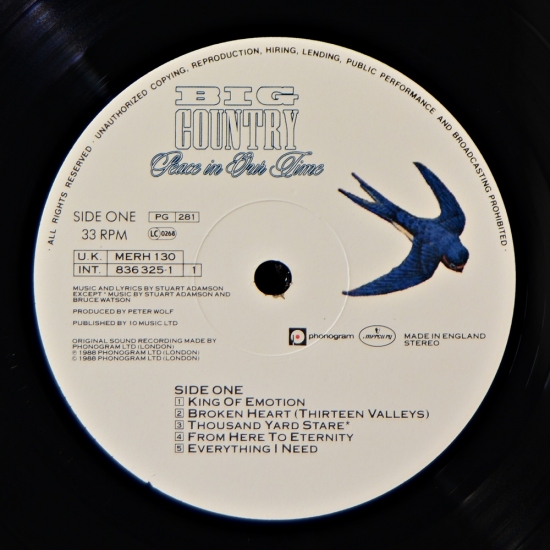 · ALL RIGHTS RESERVED · UNAUTHORIZED COPYING, REPRODUCTION, HIRING, LENDING, PUBLIC PERFORMANCE AND BROADCASTING PROHIBITED ·
BIG
COUNTRY
Peace in Our Time
SIDE ONE PG 281
33 RPM LC 0268
U.K. MERH 130
INT. 836 325-1 1
MUSIC AND LYRICS BY STUART ADAMSON
EXCEPT * MUSIC BY STUART ADAMSON AND
BRUCE WATSON
PRODUCED BY PETER WOLF
PUBLISHED BY 10 MUSIC LTD
ORIGINAL SOUND RECORDING MADE BY
PHONOGRAM LTD (LONDON)
℗ 1988 PHONOGRAM LTD (LONDON)
© 1988 PHONOGRAM LTD (LONDON)
phonogram mercury MADE IN ENGLAND
STEREO
SIDE ONE
1 KING OF EMOTION
2 BROKEN HEART (THIRTEEN VALLEYS)
3 THOUSAND YARD STARE*
4 FROM HERE TO ETERNITY
5 EVERYTHING I NEED